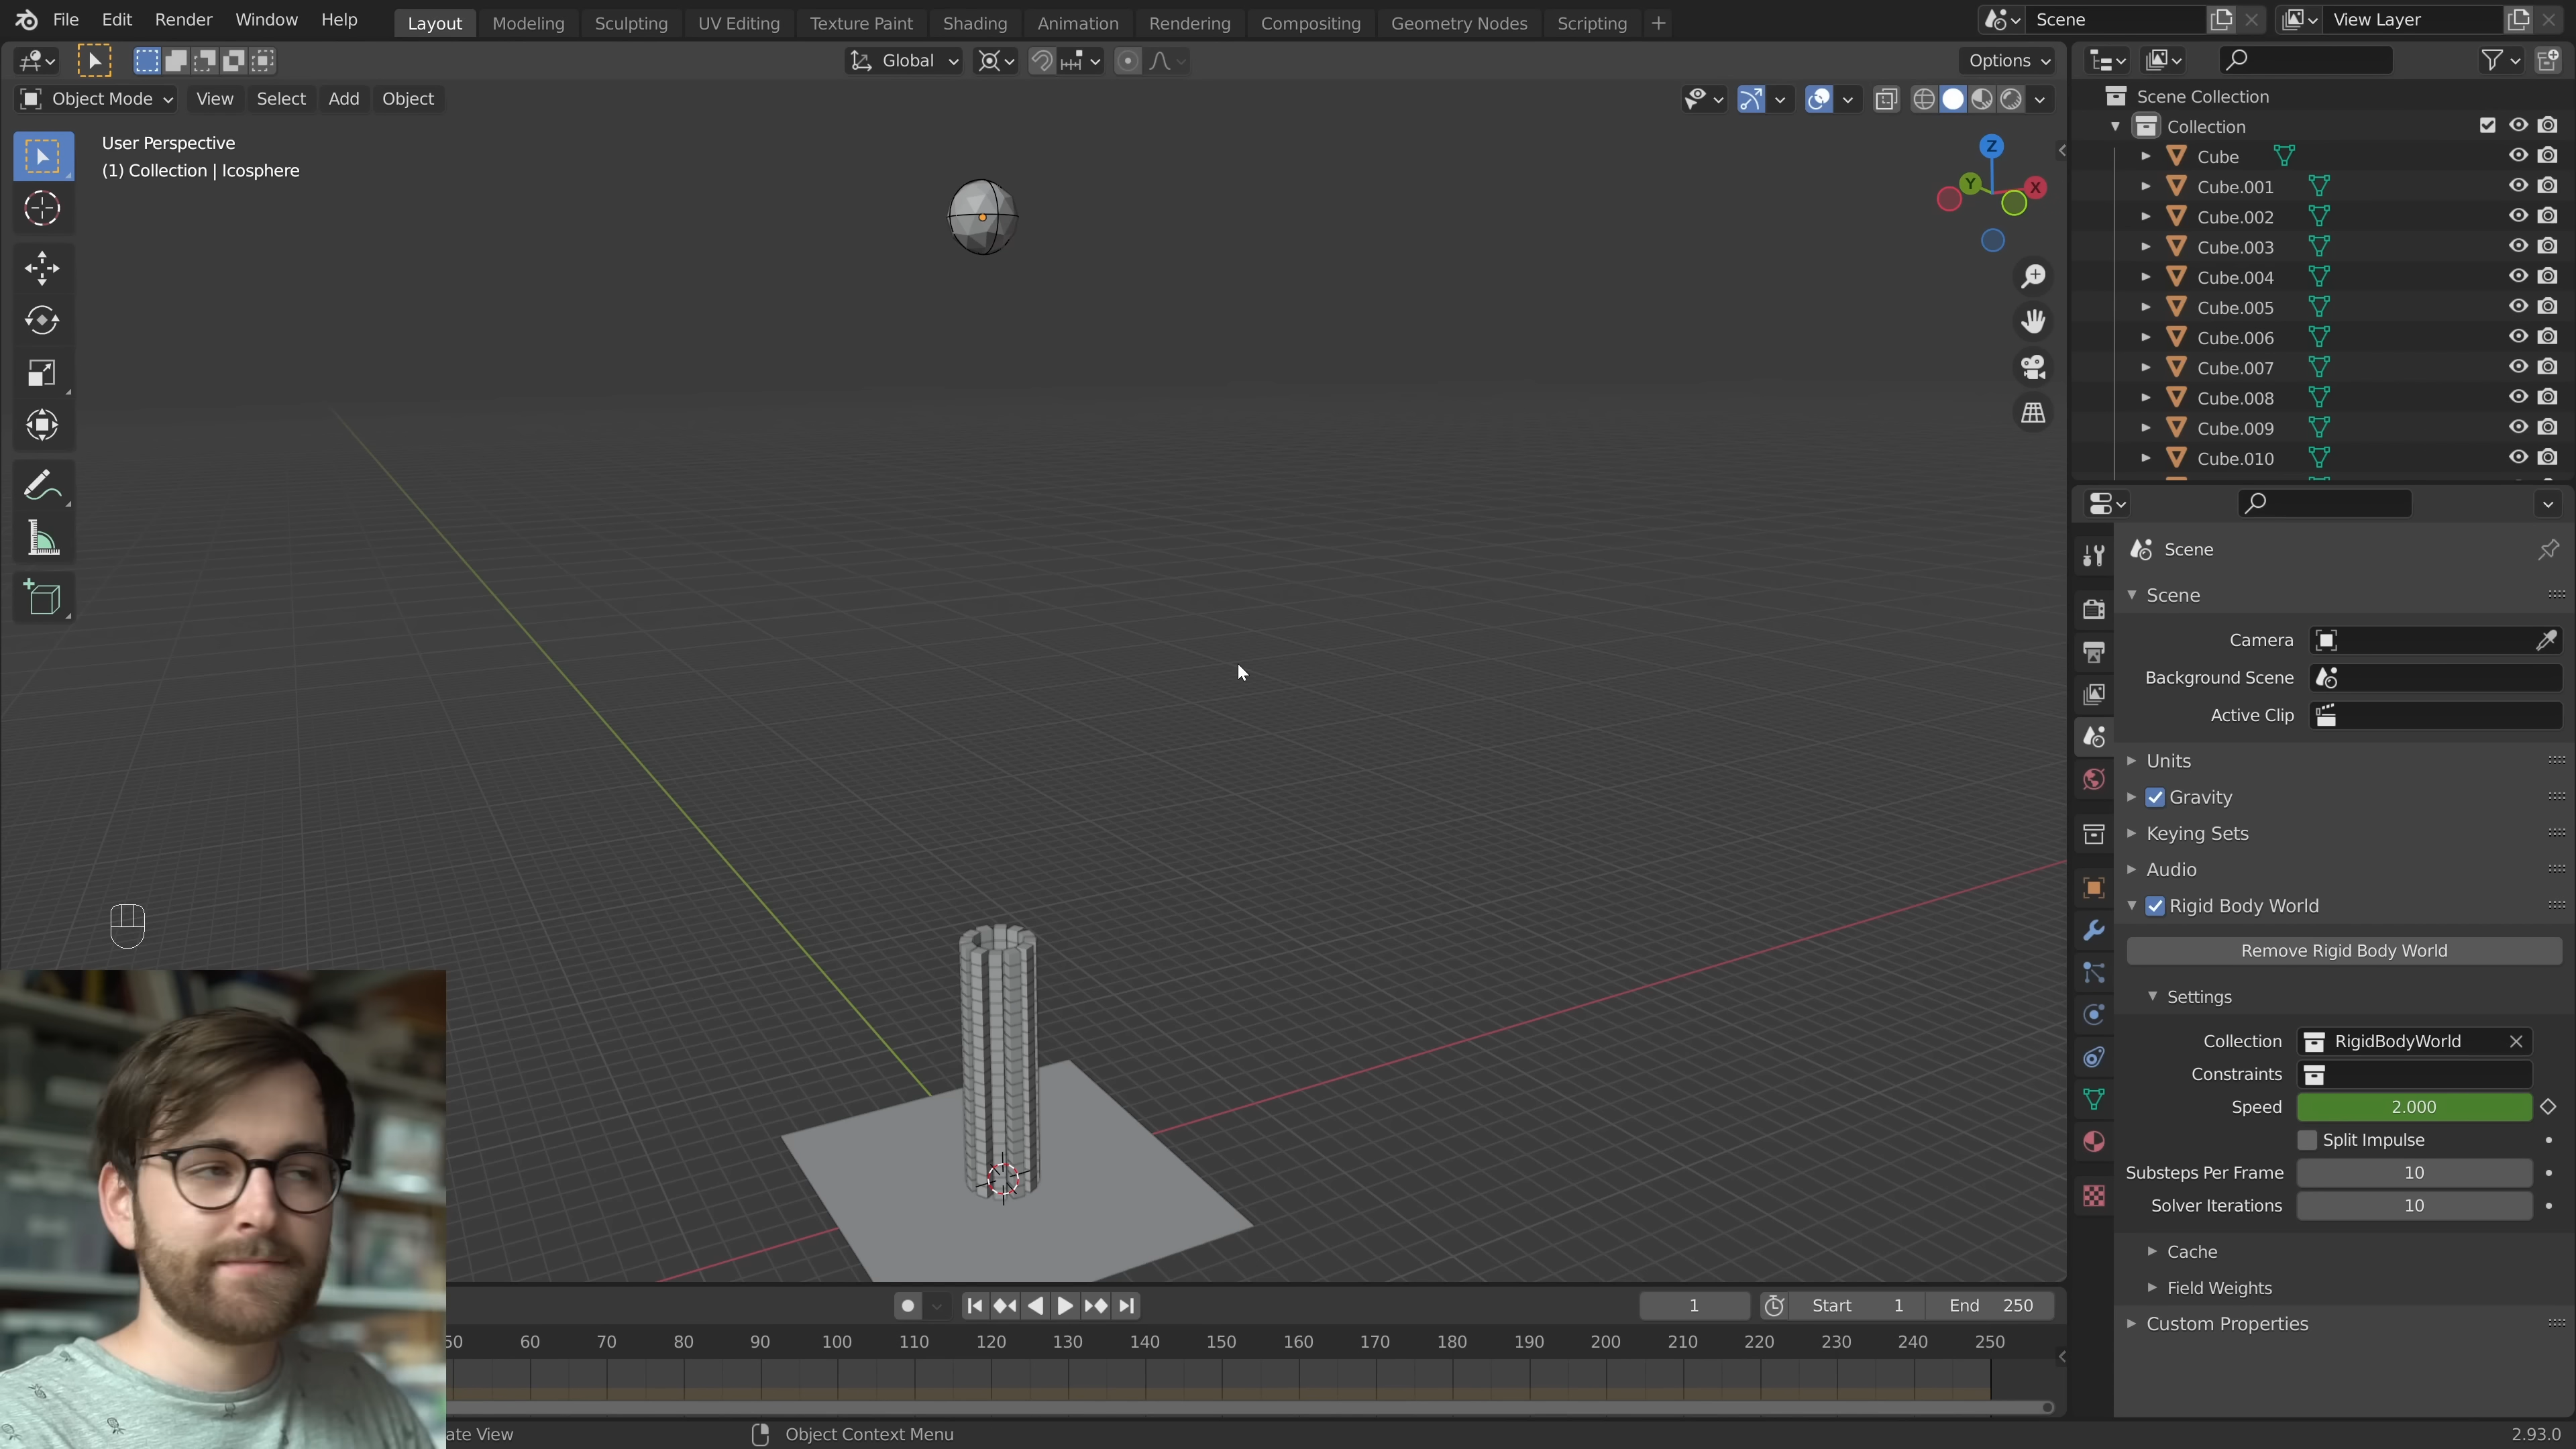 File Edit Render Window Help
Layout Modeling Sculpting UV Editing Texture Paint Shading Animation Rendering Compositing Geometry Nodes Scripting +
Scene
View Layer
Global
Options
Object Mode View Select Add Object
User Perspective
(1) Collection | Icosphere
Z
Y
X
Scene Collection
Collection
Cube
Cube.001
Cube.002
Cube.003
Cube.004
Cube.005
Cube.006
Cube.007
Cube.008
Cube.009
Cube.010
Scene
Scene
Camera
Background Scene
Active Clip
Units
Gravity
Keying Sets
Audio
Rigid Body World
Remove Rigid Body World
Settings
Collection RigidBodyWorld
Constraints
Speed 2.000
Split Impulse
Substeps Per Frame 10
Solver Iterations 10
Cache
Field Weights
Custom Properties
1 Start 1 End 250
50 60 70 80 90 100 110 120 130 140 150 160 170 180 190 200 210 220 230 240 250
ate View Object Context Menu
2.93.0